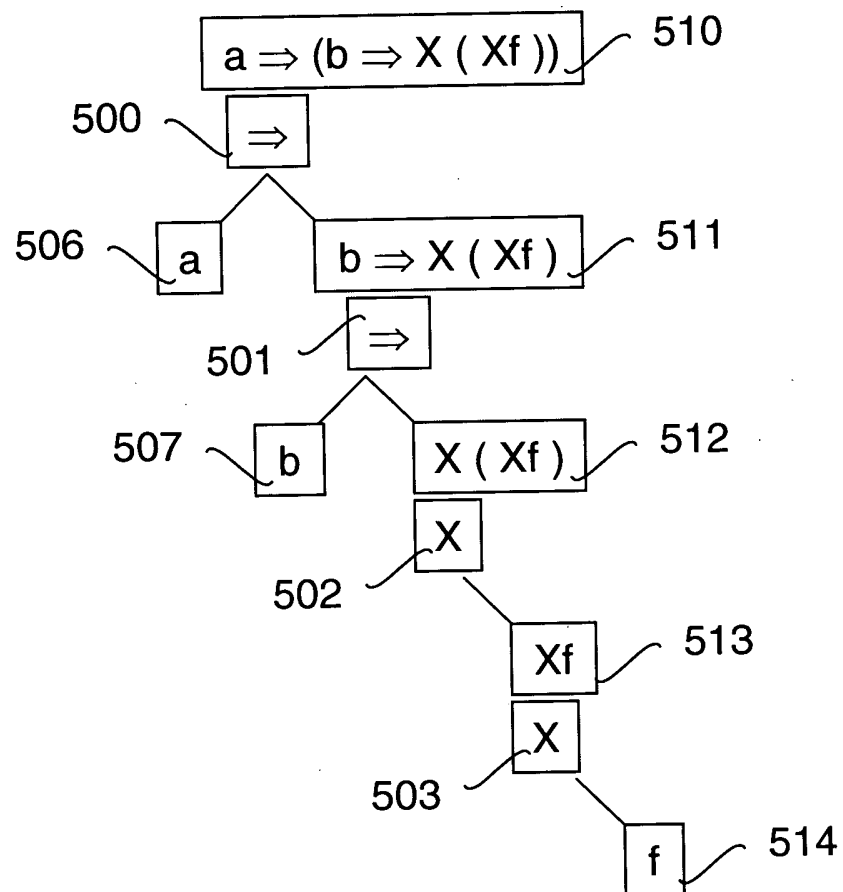 a ⇒ (b ⇒ X ( Xf )) 510
500 ⇒
506 a b ⇒ X ( Xf ) 511
501 ⇒
507 b X ( Xf ) 512
X
502
Xf 513
X
503
f 514